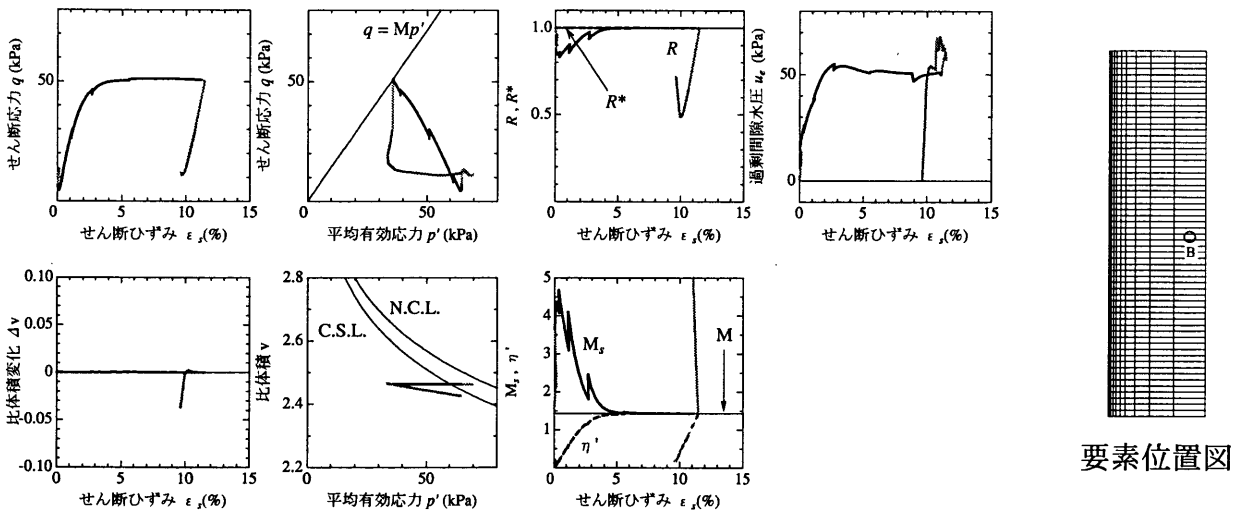 せん断応力 q (kPa)
50
0
0 5 10 15
せん断ひずみ ε s(%)
q = Mp'
せん断応力 q (kPa)
50
0
0 50
平均有効応力 p' (kPa)
R , R*
1.0
0.5
R
R*
0 5 10 15
せん断ひずみ ε s(%)
過剰間隙水圧 ue (kPa)
50
0
0 5 10 15
せん断ひずみ ε s(%)
B
要素位置図
比体積変化 Δv
0.10
0.05
0
-0.05
-0.10
0 5 10 15
せん断ひずみ ε s(%)
比体積 v
2.8
2.6
2.4
2.2
N.C.L.
C.S.L.
0 50
平均有効応力 p' (kPa)
Ms , η'
5
4
3
2
1
0 5 10 15
Ms
M
η'
せん断ひずみ ε s(%)